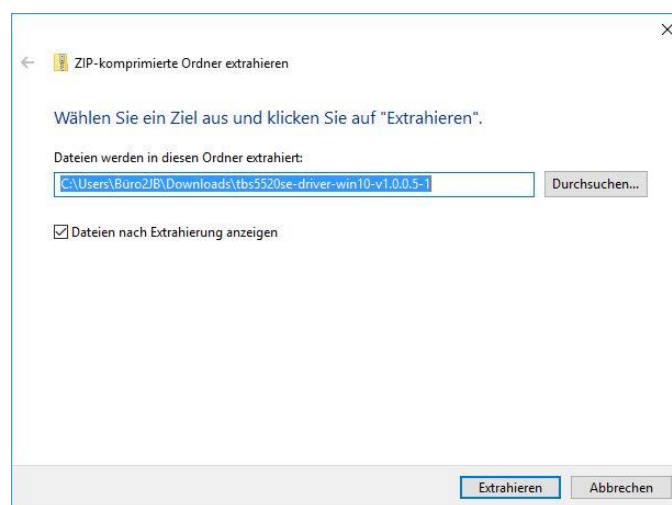 ZIP-komprimierte Ordner extrahieren
Wählen Sie ein Ziel aus und klicken Sie auf "Extrahieren".
Dateien werden in diesen Ordner extrahiert:
C:\Users\Büro2JB\Downloads\tbs5520se-driver-win10-v1.0.0.5-1
Durchsuchen...
Dateien nach Extrahierung anzeigen
Extrahieren
Abbrechen